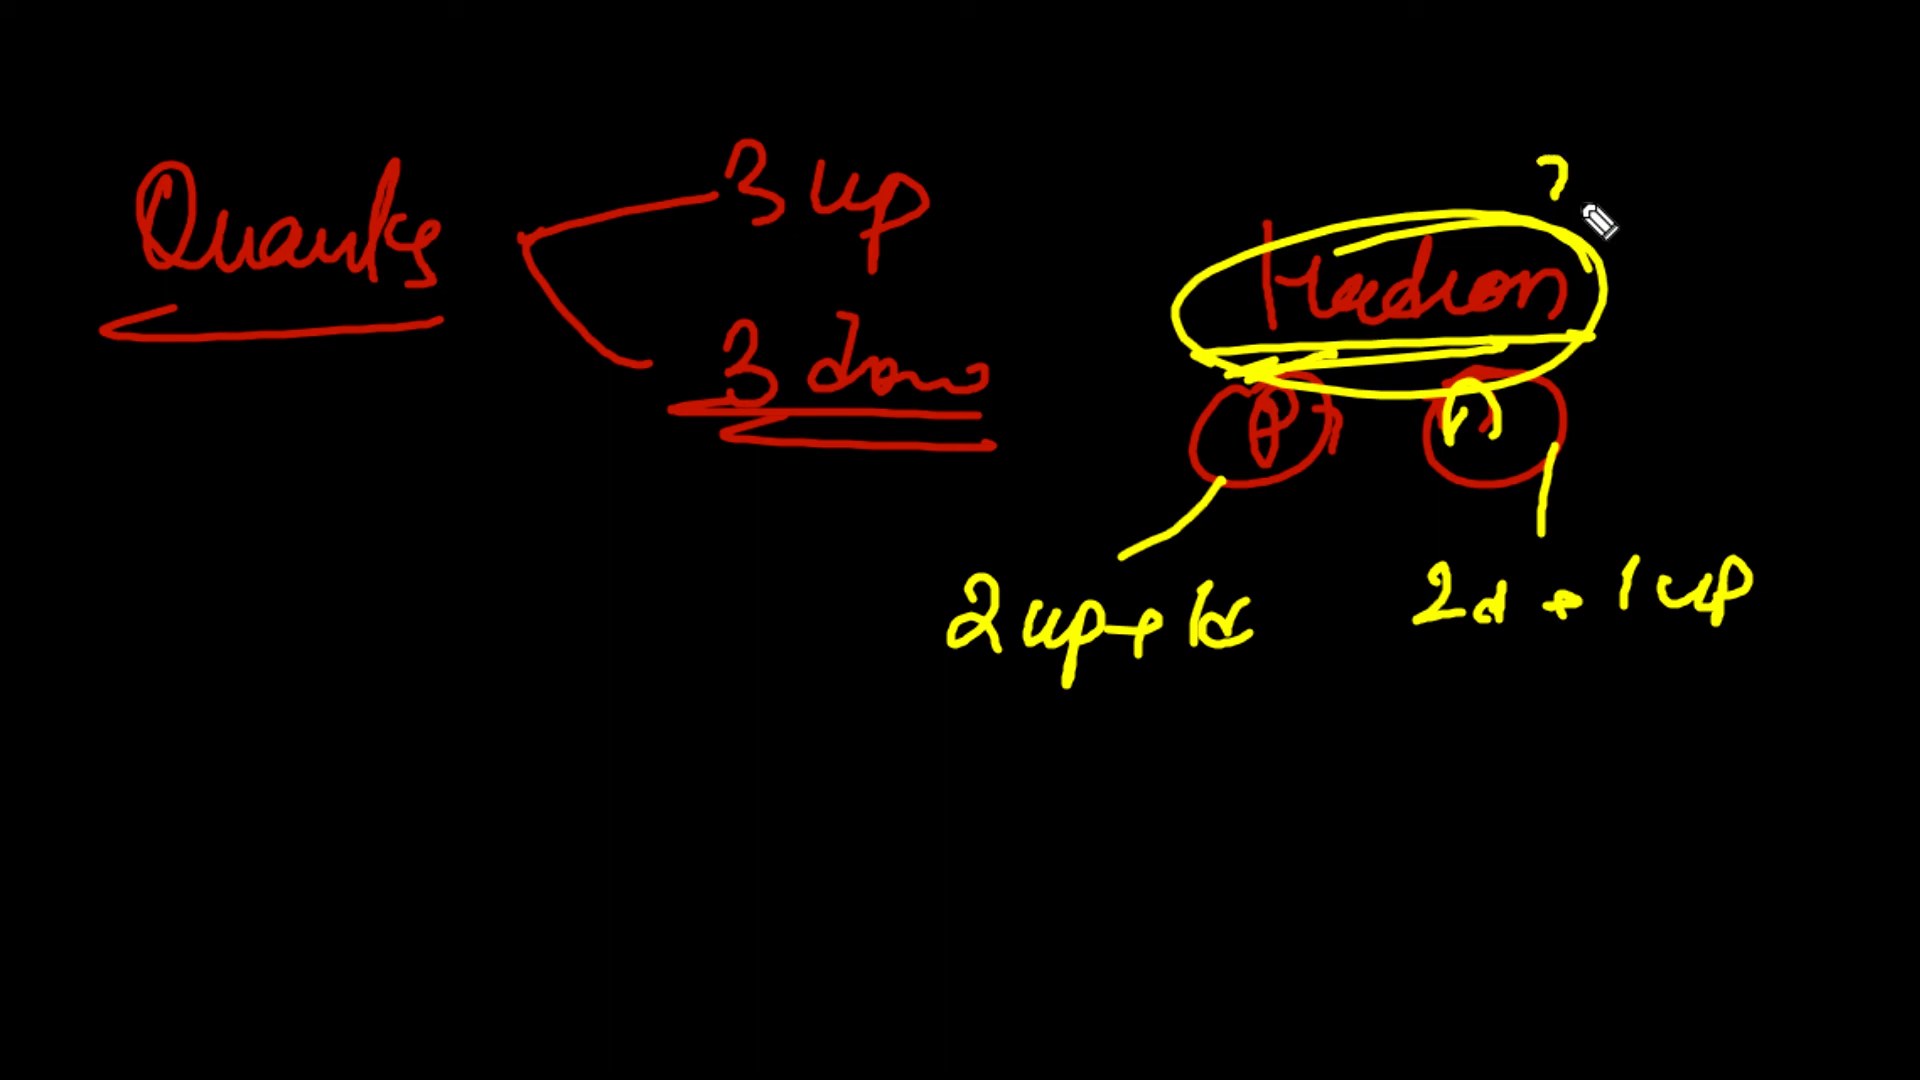 Quarks
3 up
3 down
?
Hadron
P
n
2 up + 1d
2d + 1 up